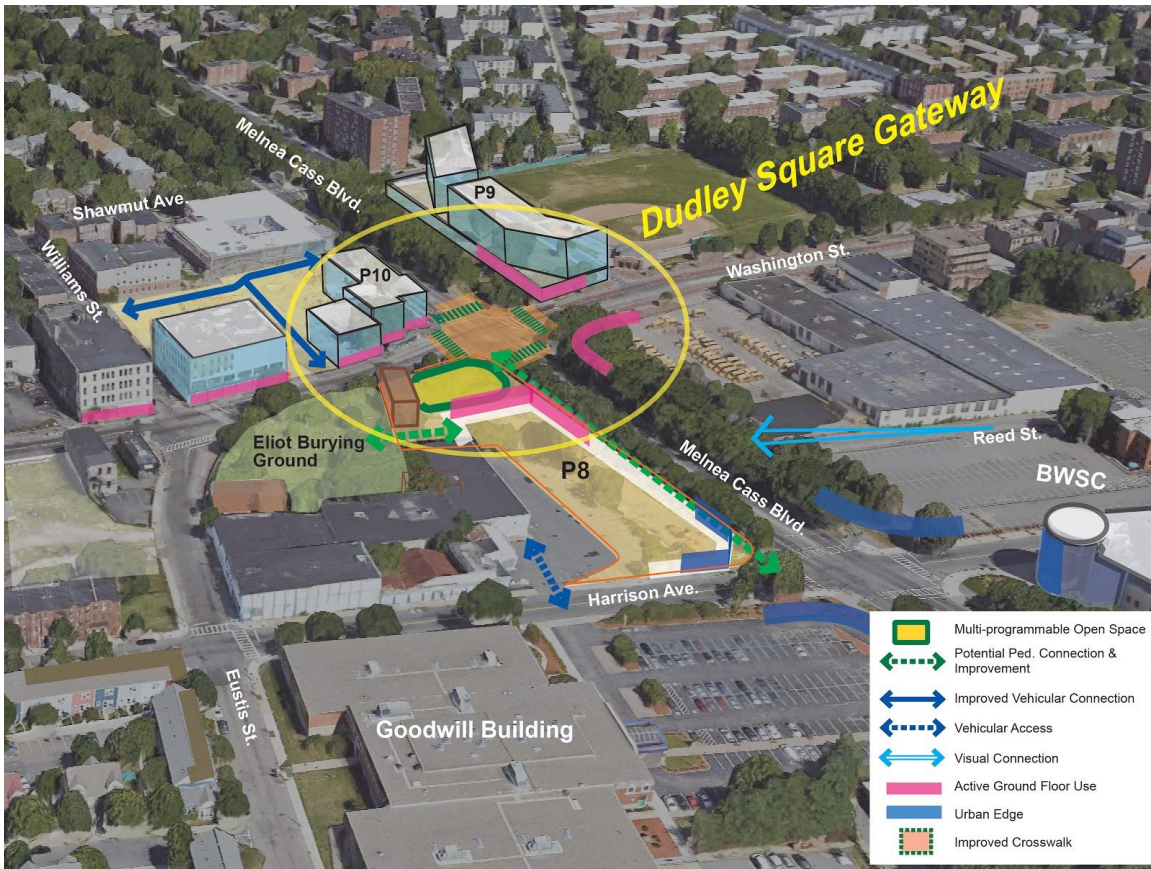 Dudley Square Gateway
Melnea Cass Blvd.
Shawmut Ave.
P9
Williams St.
P10
Washington St.
Eliot Burying
Ground
P8
Reed St.
BWSC
Melnea Cass Blvd.
Harrison Ave.
Eustis St.
Goodwill Building
Multi-programmable Open Space
Potential Ped. Connection &
Improvement
Improved Vehicular Connection
Vehicular Access
Visual Connection
Active Ground Floor Use
Urban Edge
Improved Crosswalk